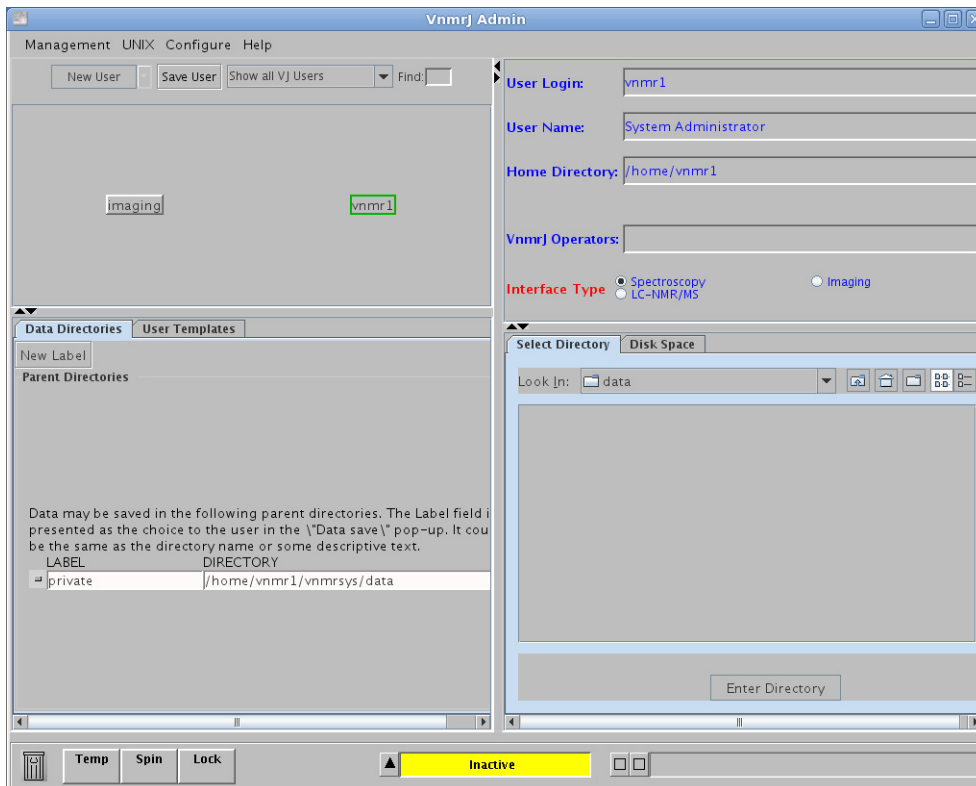 VnmrJ Admin
Management UNIX Configure Help
New User Save User Show all VJ Users Find:
imaging vnmr1
User Login: vnmr1
User Name: System Administrator
Home Directory: /home/vnmr1
VnmrJ Operators:
Interface Type Spectroscopy Imaging
LC-NMR/MS
Data Directories User Templates
New Label
Parent Directories
Data may be saved in the following parent directories. The Label field i
presented as the choice to the user in the \"Data save\" pop-up. It cou
be the same as the directory name or some descriptive text.
LABEL DIRECTORY
private /home/vnmr1/vnmrsys/data
Select Directory Disk Space
Look In: data
Enter Directory
Temp Spin Lock Inactive